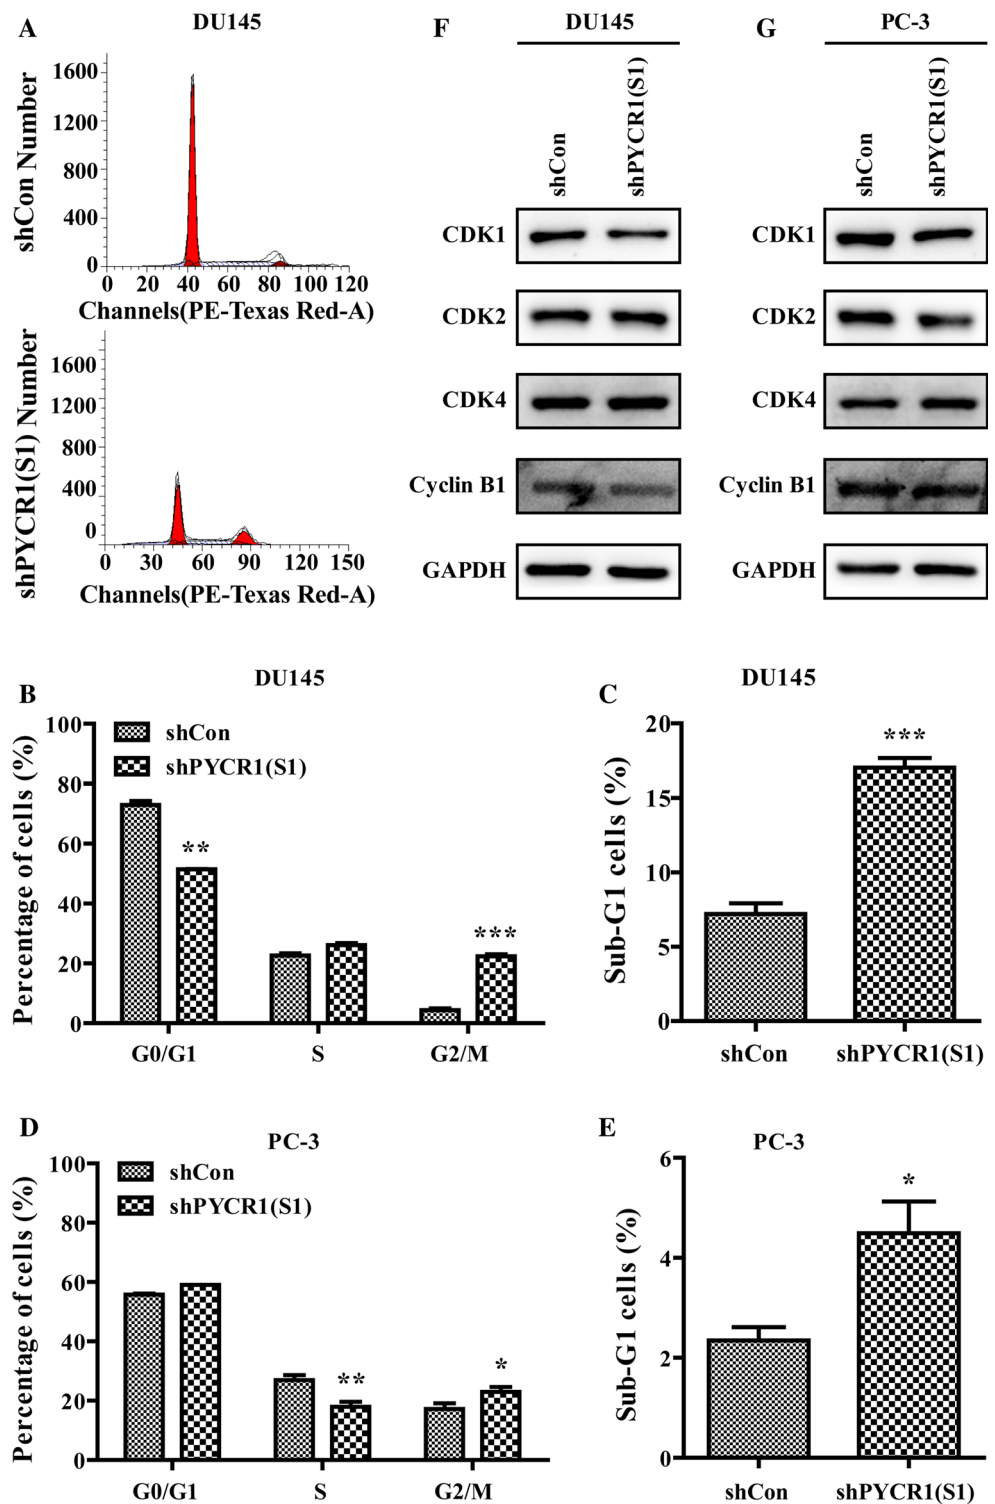 A
DU145
shCon Number
1600
1200
800
400
0
0 20 40 60 80 100 120
Channels(PE-Texas Red-A)
shPYCR1(S1) Number
1600
1200
800
400
0
0 30 60 90 120 150
Channels(PE-Texas Red-A)
F
DU145
shCon
shPYCR1(S1)
CDK1
CDK2
CDK4
Cyclin B1
GAPDH
G
PC-3
shCon
shPYCR1(S1)
CDK1
CDK2
CDK4
Cyclin B1
GAPDH
B
DU145
Percentage of cells (%)
100
80
60
40
20
0
shCon
shPYCR1(S1)
**
***
G0/G1 S G2/M
C
DU145
Sub-G1 cells (%)
20
15
10
5
0
***
shCon shPYCR1(S1)
D
PC-3
Percentage of cells (%)
100
80
60
40
20
0
shCon
shPYCR1(S1)
**
*
G0/G1 S G2/M
E
PC-3
Sub-G1 cells (%)
6
4
2
0
*
shCon shPYCR1(S1)